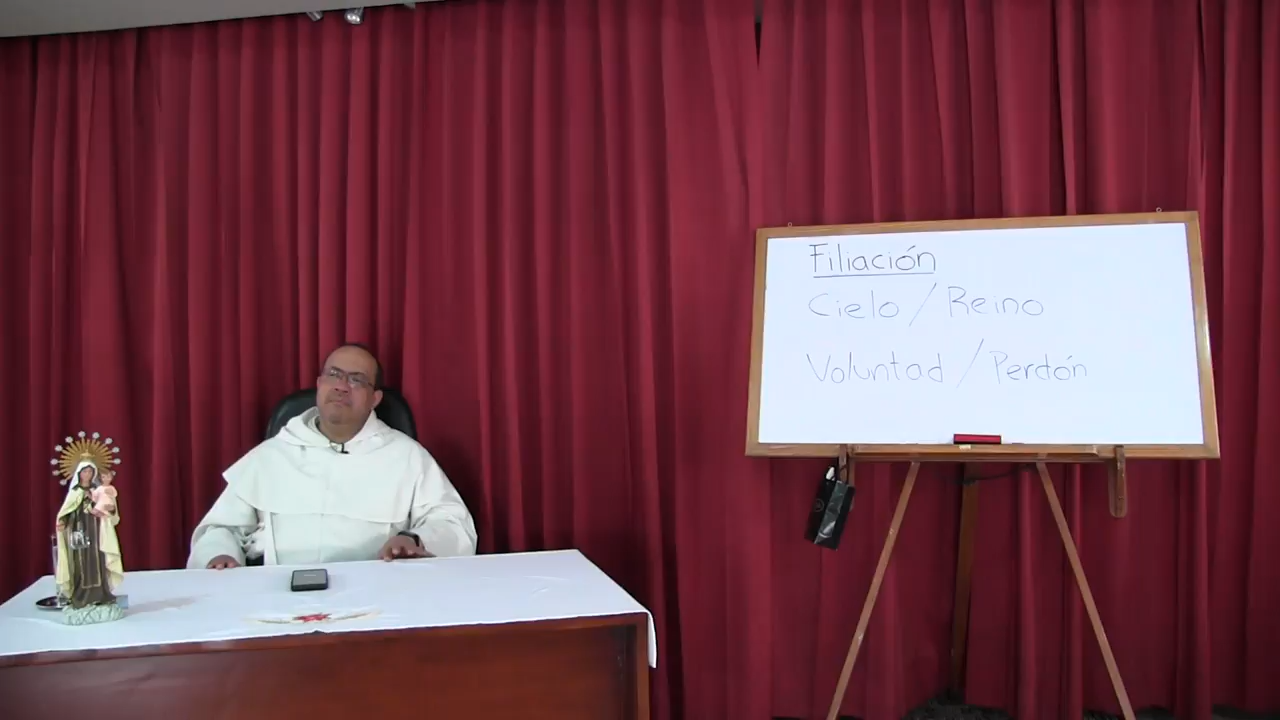 Filiación
Cielo / Reino
Voluntad / Perdón